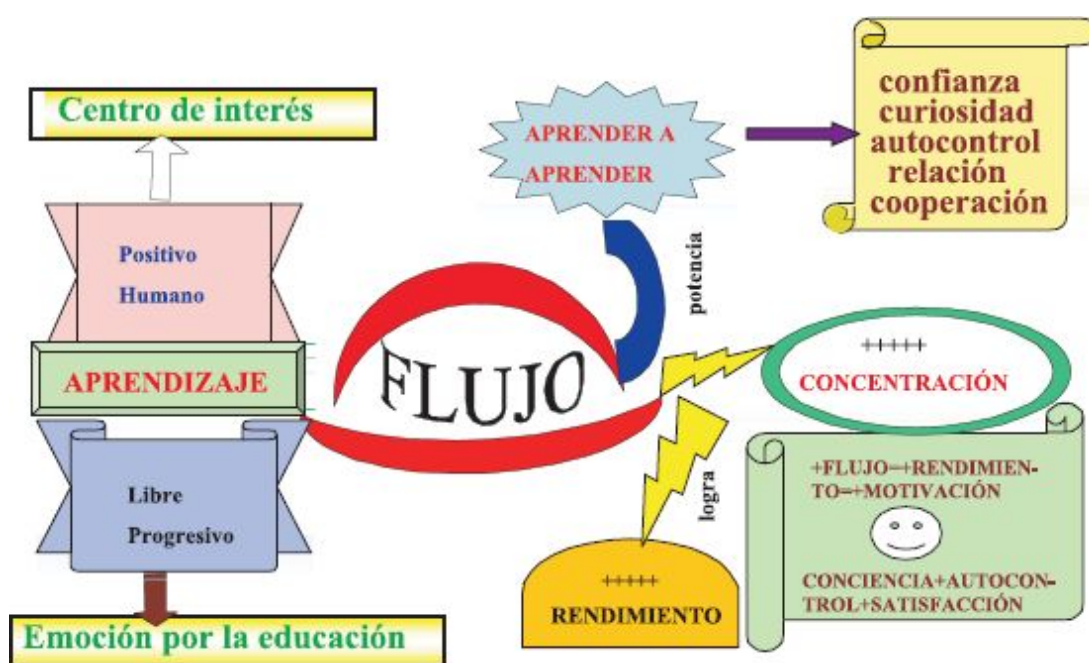 Centro de interés
Positivo
Humano
APRENDIZAJE
Libre
Progresivo
Emoción por la educación
FLUJO
APRENDER A
APRENDER
potencia
confianza
curiosidad
autocontrol
relación
cooperación
+++++
CONCENTRACIÓN
logra
+++++
RENDIMIENTO
+FLUJO=+RENDIMIEN-
TO=+MOTIVACIÓN
CONCIENCIA+AUTOCON-
TROL+SATISFACCIÓN